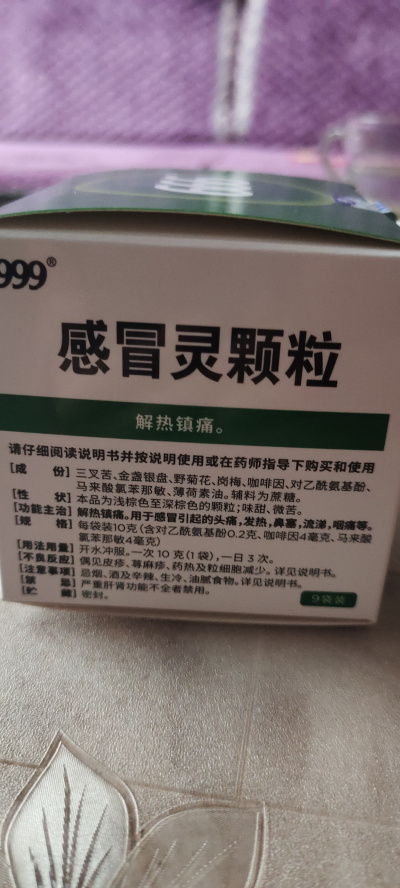 999®
感冒灵颗粒
解热镇痛。
请仔细阅读说明书并按说明使用或在药师指导下购买和使用
[成 份] 三叉苦、金盏银盘、野菊花、岗梅、咖啡因、对乙酰氨基酚、
马来酸氯苯那敏、薄荷素油。辅料为蔗糖。
[性 状] 本品为浅棕色至深棕色的颗粒；味甜、微苦。
[功能主治] 解热镇痛。用于感冒引起的头痛，发热，鼻塞，流涕，咽痛等。
[规 格] 每袋装10克(含对乙酰氨基酚0.2克、咖啡因4毫克、马来酸
氯苯那敏4毫克)
[用法用量] 开水冲服。一次 10 克(1 袋)，一日 3 次。
[不良反应] 偶见皮疹、荨麻疹、药热及粒细胞减少。详见说明书。
[注意事项] 忌烟、酒及辛辣、生冷、油腻食物。详见说明书。
[禁 忌] 严重肝肾功能不全者禁用。
[贮 藏] 密封。
9袋装